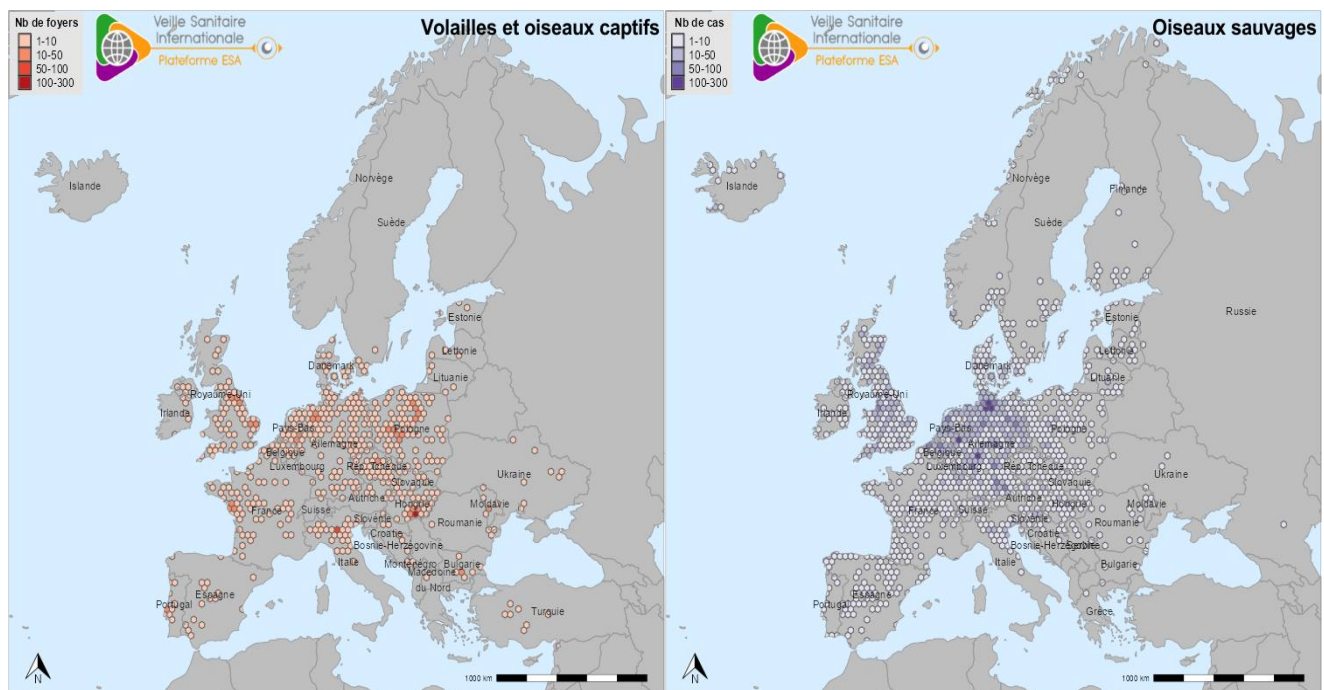 Nb de foyers
1-10
10-50
50-100
100-300
Veille Sanitaire
Internationale
Plateforme ESA
Volailles et oiseaux captifs
Islande
Norvège
Suède
Estonie
Lettonie
Danemark
Lituanie
Royaume-Uni
Irlande
Pays-Bas
Pologne
Allemagne
Belgique
Luxembourg
Rép. Tchèque
Ukraine
Slovaquie
Autriche
Hongrie
Moldavie
France
Suisse
Slovénie
Roumanie
Croatie
Bosnie-Herzégovine
Italie
Monténégro
Bulgarie
Macédoine
du Nord
Espagne
Portugal
Turquie
N
1000 km
Nb de cas
1-10
10-50
50-100
100-300
Veille Sanitaire
Internationale
Plateforme ESA
Oiseaux sauvages
Islande
Norvège
Finlande
Suède
Russie
Estonie
Lettonie
Danemark
Lituanie
Royaume-Uni
Irlande
Pays-Bas
Pologne
Allemagne
Belgique
Luxembourg
Rép. Tchèque
Ukraine
Slovaquie
Autriche
Hongrie
Moldavie
France
Suisse
Slovénie
Roumanie
Croatie
Bosnie-Herzégovine
Serbie
Italie
Bulgarie
Espagne
Portugal
Grèce
N
1000 km